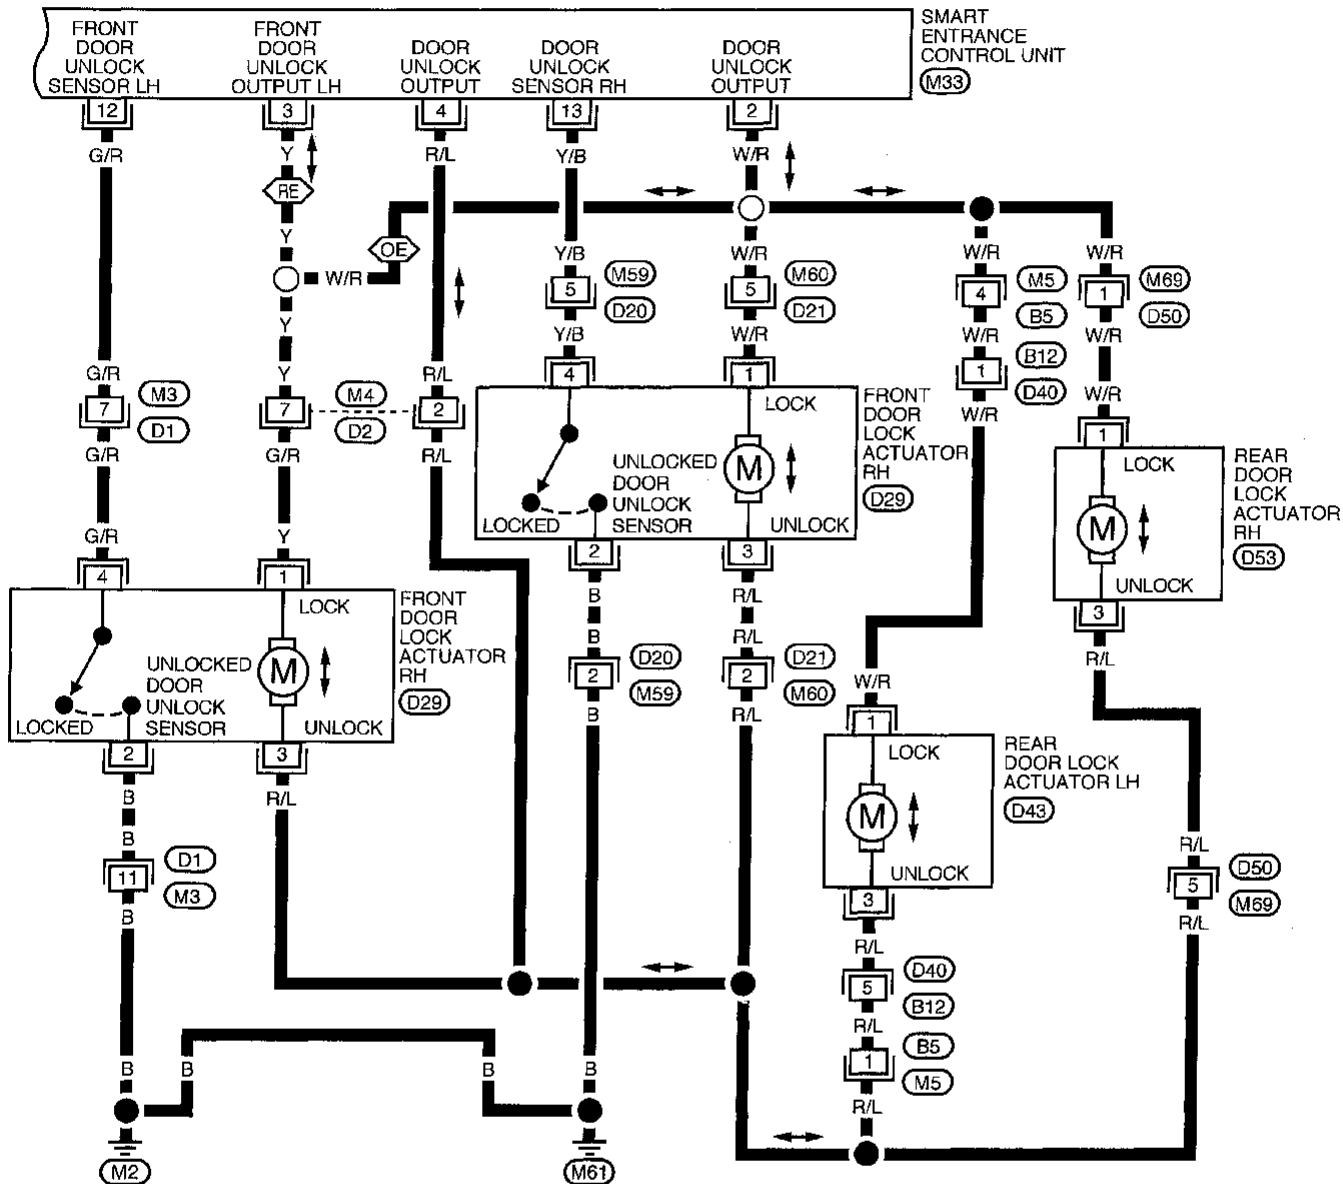 SMART
ENTRANCE
CONTROL UNIT
M33
FRONT
DOOR
UNLOCK
SENSOR LH
FRONT
DOOR
UNLOCK
OUTPUT LH
DOOR
UNLOCK
OUTPUT
DOOR
UNLOCK
SENSOR RH
DOOR
UNLOCK
OUTPUT
12
3
4
13
2
G/R
Y
R/L
Y/B
W/R
RE
Y
OE
W/R
Y
Y/B
W/R
W/R
W/R
5
M59
D20
5
M60
D21
4
M5
B5
1
M69
D50
Y/B
W/R
W/R
W/R
1
B12
D40
G/R
Y
R/L
4
1
W/R
W/R
7
M3
D1
7
M4
D2
2
G/R
Y
R/L
LOCK
UNLOCKED
DOOR
UNLOCK
SENSOR
LOCKED
M
UNLOCK
FRONT
DOOR
LOCK
ACTUATOR
RH
D29
1
LOCK
M
UNLOCK
REAR
DOOR
LOCK
ACTUATOR
RH
D53
3
R/L
G/R
Y
2
3
B
R/L
B
R/L
4
1
LOCK
UNLOCKED
DOOR
UNLOCK
SENSOR
LOCKED
M
UNLOCK
FRONT
DOOR
LOCK
ACTUATOR
RH
D29
2
D20
M59
2
D21
M60
B
R/L
W/R
1
LOCK
M
UNLOCK
REAR
DOOR LOCK
ACTUATOR LH
D43
2
3
B
R/L
B
11
D1
M3
B
3
R/L
5
D40
B12
R/L
1
B5
M5
R/L
R/L
5
D50
M69
R/L
B
B
B
B
M2
M61